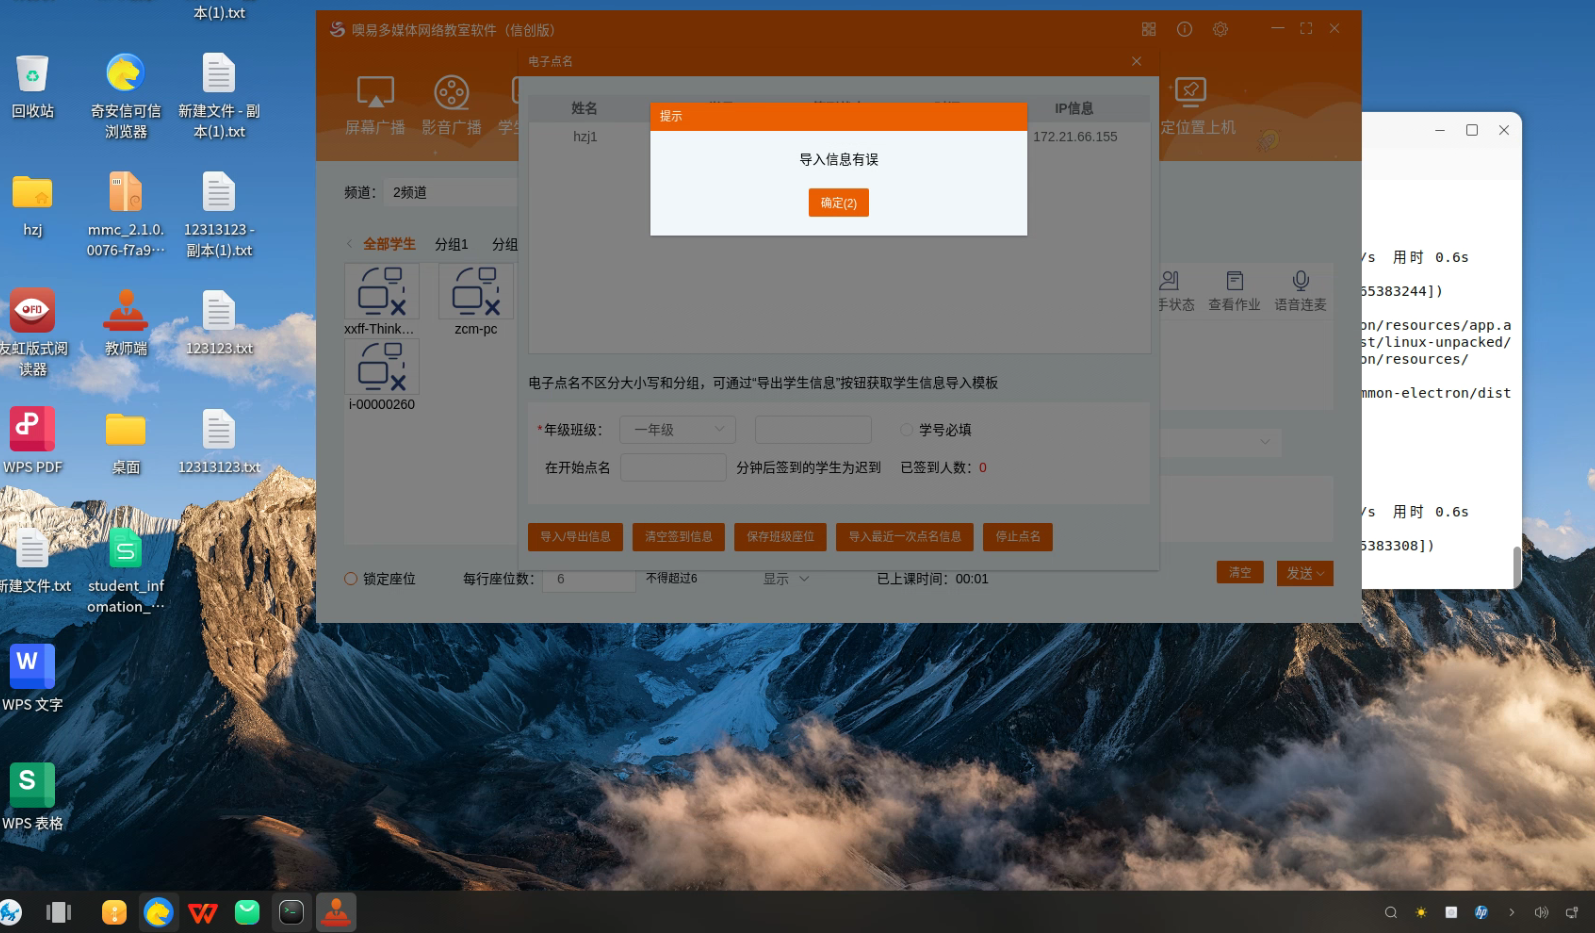 本(1).txt
回收站
奇安信可信
浏览器
新建文件 - 副
本(1).txt
hzj
mmc_2.1.0.
0076-f7a9···
12313123 -
副本(1).txt
友虹版式阅
读器
教师端
123123.txt
WPS PDF
桌面
12313123.txt
新建文件.txt
student_inf
omation_···
WPS 文字
WPS 表格
噢易多媒体网络教室软件（信创版）
屏幕广播
影音广播
学生
定位置上机
频道：
2频道
全部学生
分组1
分组
xxff-Think...
zcm-pc
i-00000260
手状态
查看作业
语音连麦
锁定座位
每行座位数：
6
不得超过6
显示
已上课时间：00:01
清空
发送
电子点名
姓名
IP信息
hzj1
172.21.66.155
提示
导入信息有误
确定(2)
电子点名不区分大小写和分组，可通过“导出学生信息”按钮获取学生信息导入模板
*年级班级：
一年级
学号必填
在开始点名
分钟后签到的学生为迟到
已签到人数：0
导入/导出信息
清空签到信息
保存班级座位
导入最近一次点名信息
停止点名
/s 用时 0.6s
65383244])
on/resources/app.a
st/linux-unpacked/
on/resources/
mmon-electron/dist
/s 用时 0.6s
5383308])